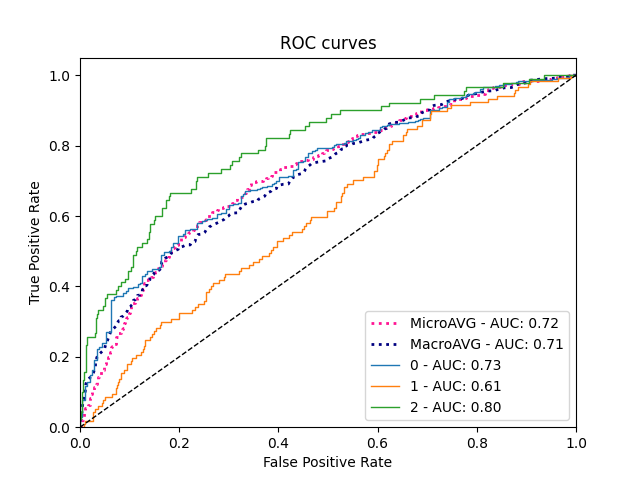 ROC curves
1.0
0.8
0.6
0.4
0.2
0.0
True Positive Rate
MicroAVG - AUC: 0.72
MacroAVG - AUC: 0.71
0 - AUC: 0.73
1 - AUC: 0.61
2 - AUC: 0.80
0.0 0.2 0.4 0.6 0.8 1.0
False Positive Rate